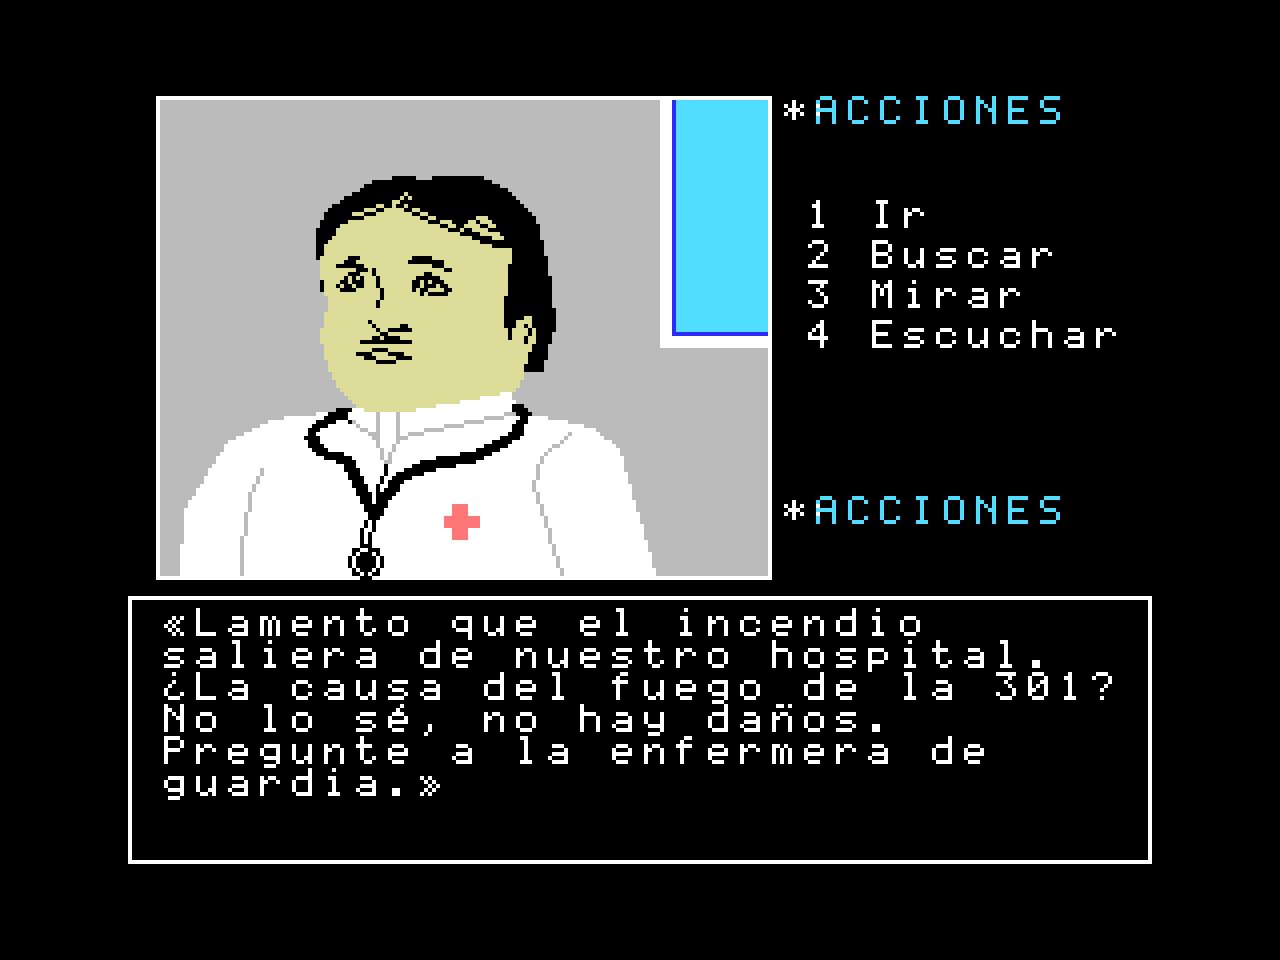 *ACCIONES
1 Ir
2 Buscar
3 Mirar
4 Escuchar
*ACCIONES
«Lamento que el incendio
saliera de nuestro hospital.
¿La causa del fuego de la 301?
No lo sé, no hay daños.
Pregunte a la enfermera de
guardia.»